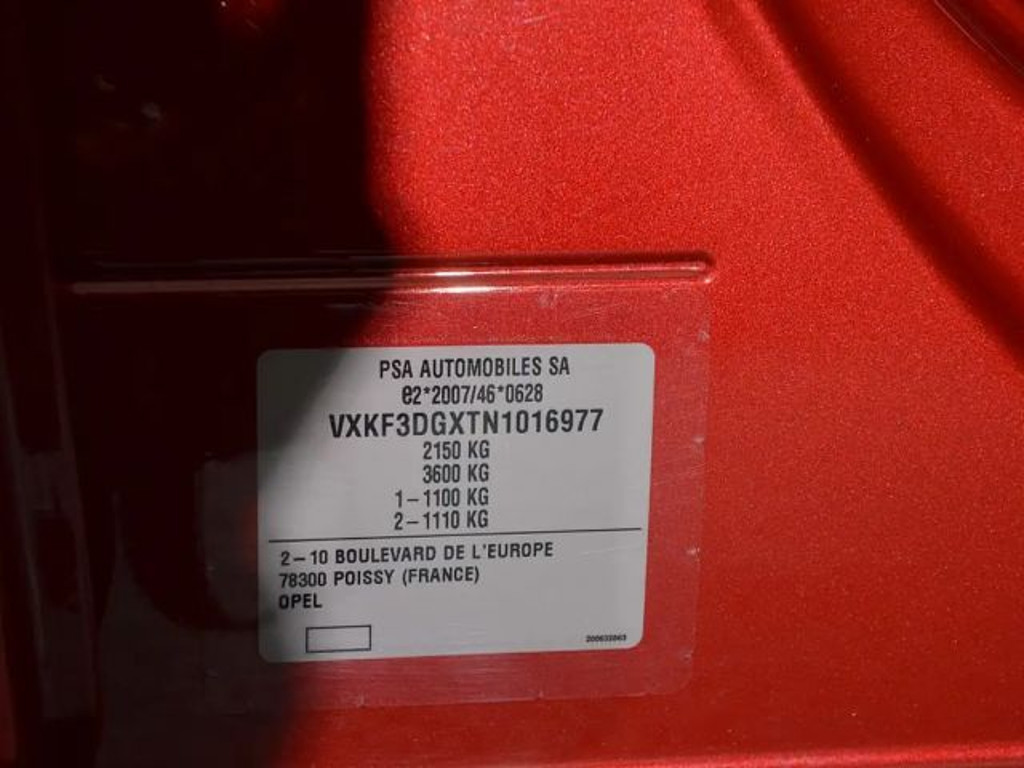 PSA AUTOMOBILES SA
e2*2007/46*0628
VXKF3DGXTN1016977
2150 KG
3600 KG
1-1100 KG
2-1110 KG
2-10 BOULEVARD DE L'EUROPE
78300 POISSY (FRANCE)
OPEL